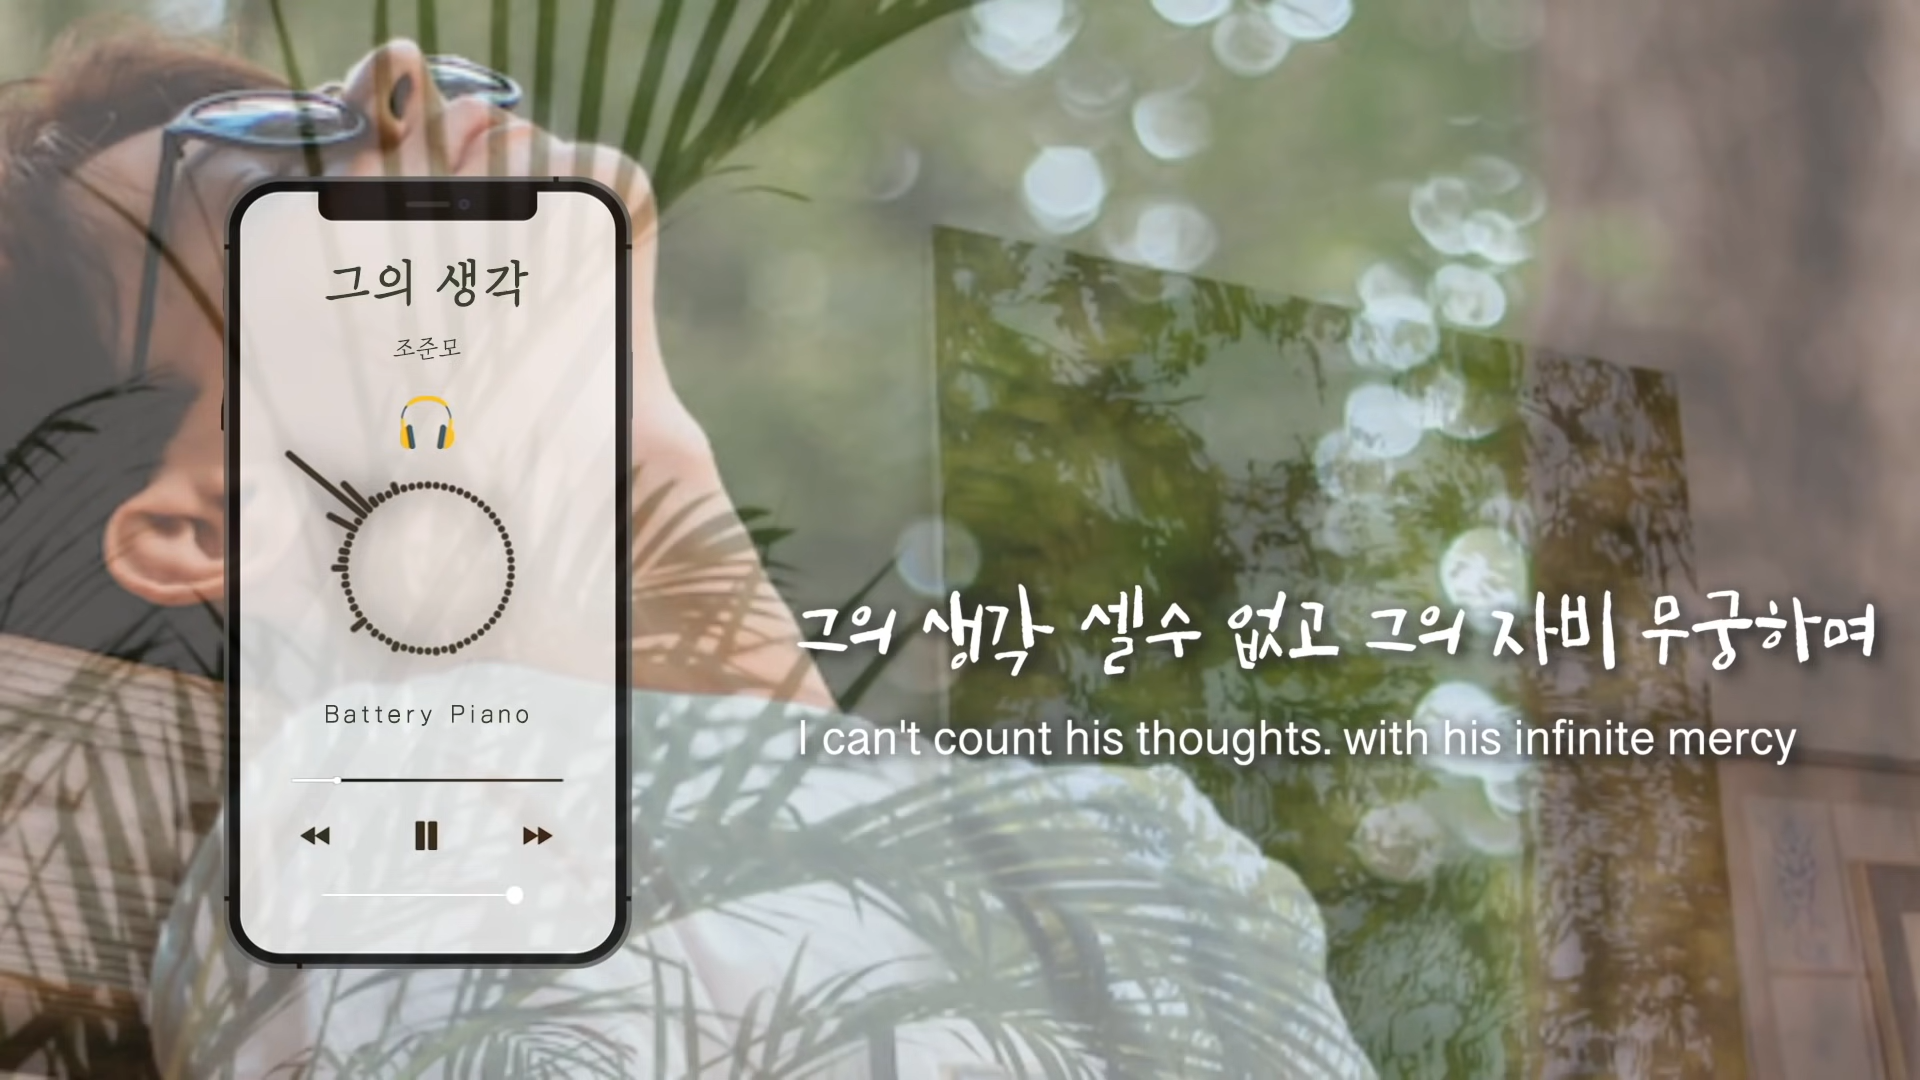 그의 생각
조준모
Battery Piano
그의 생각 셀수 없고 그의 자비 무궁하며
I can't count his thoughts. with his infinite mercy